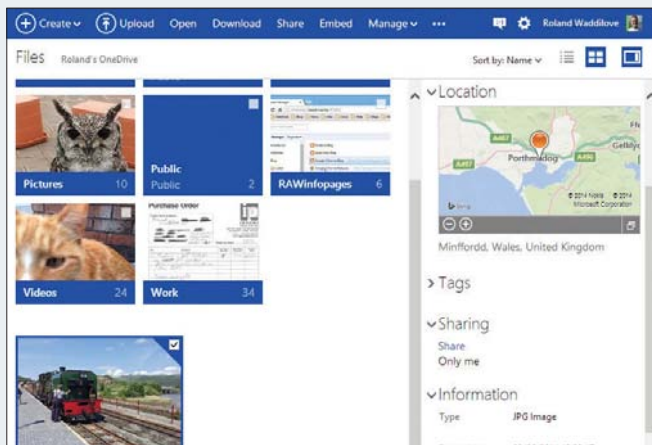 Create Upload Open Download Share Embed Manage ••• Roland Waddilove
Files Roland's OneDrive Sort by: Name
Pictures 10
Public
Public 2
RAWinfopages 6
Videos 24
Purchase Order
Work 34
Location
A487
Porthmadog
A487
A496
© 2014 Nokia © 2014
Microsoft Corporation
Minffordd, Wales, United Kingdom
Tags
Sharing
Share
Only me
Information
Type JPG Image